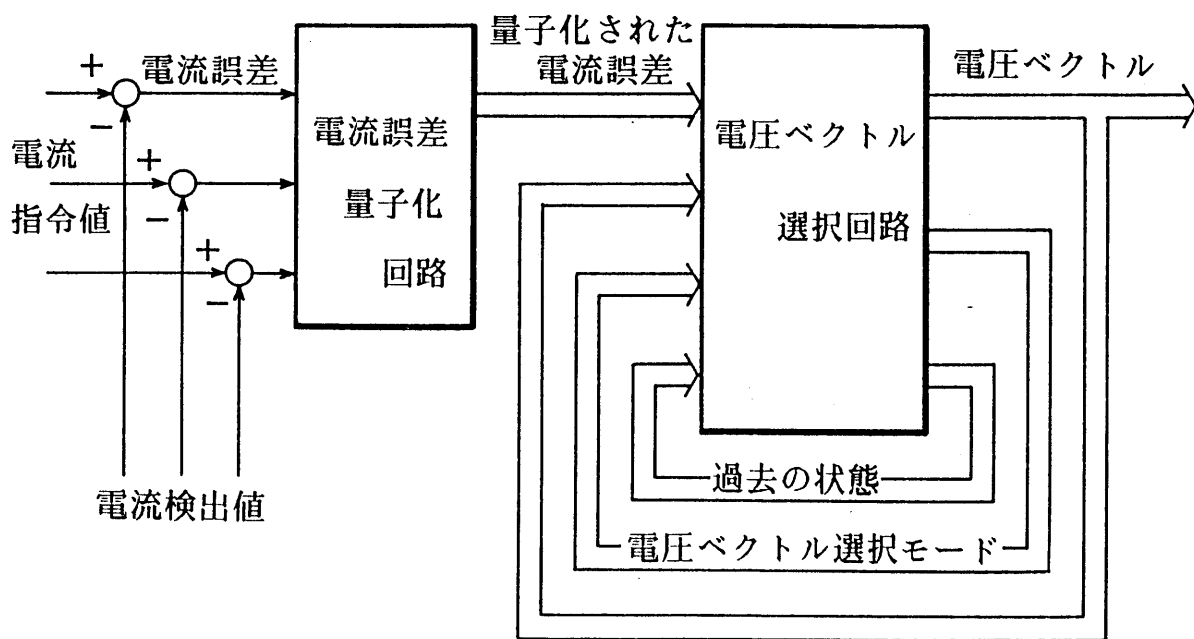 量子化された
電流誤差
電流誤差
電圧ベクトル
+
−
電流
指令値
+
−
+
−
電流誤差
量子化
回路
電圧ベクトル
選択回路
過去の状態
電流検出値
電圧ベクトル選択モード